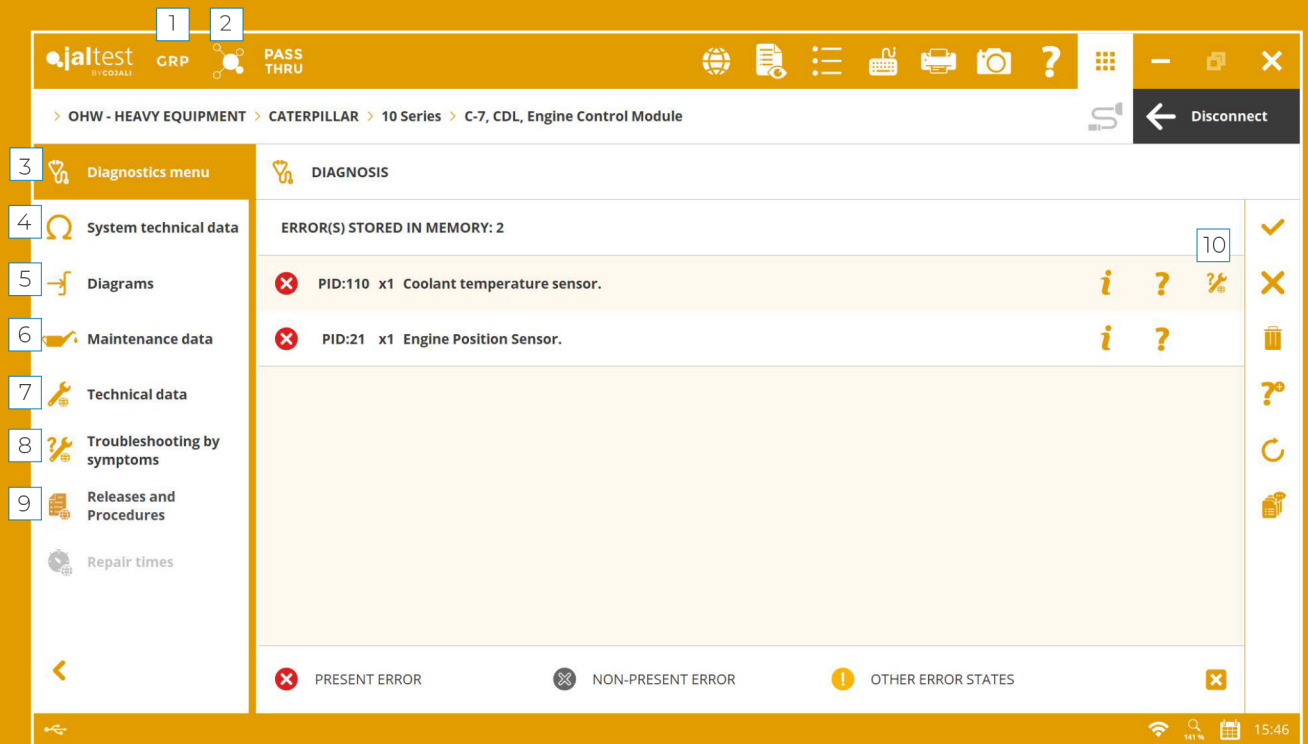 1
2
jaltest
BY COJALI
GRP
PASS
THRU
?
> OHW - HEAVY EQUIPMENT > CATERPILLAR > 10 Series > C-7, CDL, Engine Control Module
Disconnect
3
Diagnostics menu
DIAGNOSIS
4
System technical data
ERROR(S) STORED IN MEMORY: 2
10
5
Diagrams
PID:110 x1 Coolant temperature sensor.
i ?
6
Maintenance data
PID:21 x1 Engine Position Sensor.
i ?
7
Technical data
8
Troubleshooting by
symptoms
9
Releases and
Procedures
Repair times
PRESENT ERROR
NON-PRESENT ERROR
OTHER ERROR STATES
141 %
15:46